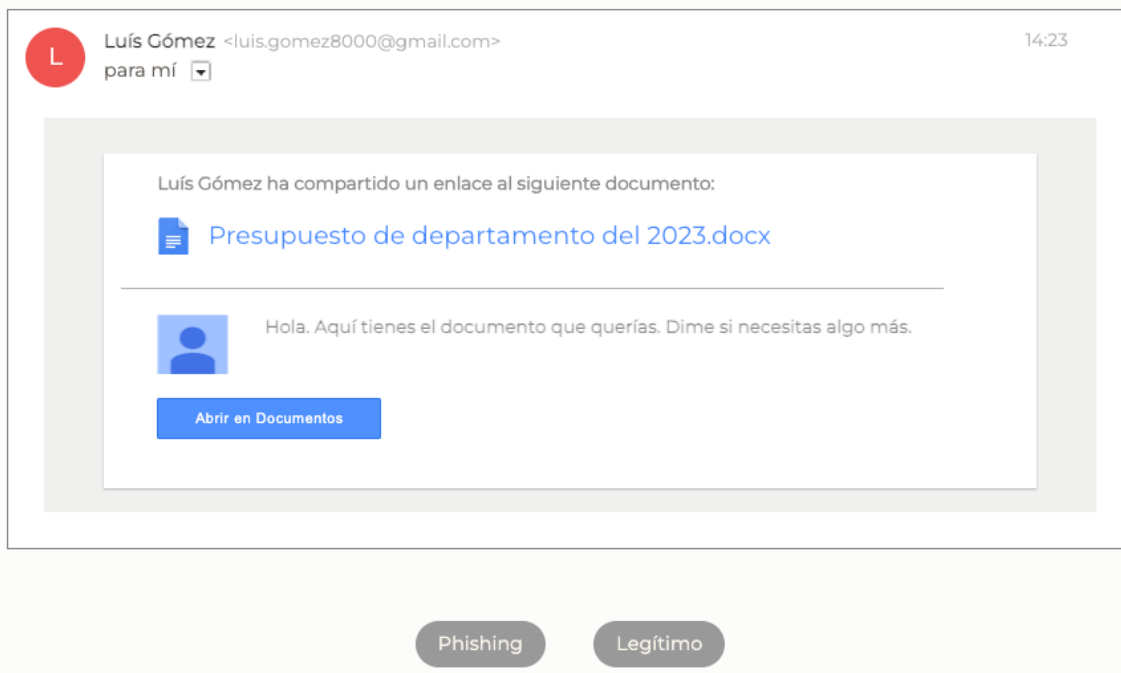 L
Luís Gómez <luis.gomez8000@gmail.com>
14:23
para mí
Luís Gómez ha compartido un enlace al siguiente documento:
Presupuesto de departamento del 2023.docx
Hola. Aquí tienes el documento que querías. Dime si necesitas algo más.
Abrir en Documentos
Phishing
Legítimo